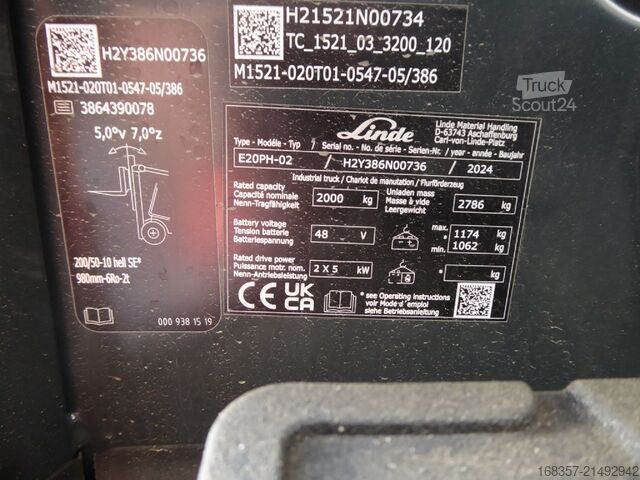 H2Y386N00736
M1521-020T01-0547-05/386
3864390078
5,0°v 7,0°z
200/50-10 hell SE*
980mm-6Ro-2t
000 938 15 19
H21521N00734
TC_1521_03_3200_120
M1521-020T01-0547-05/386
Truck
Scout24
Linde
Linde Material Handling
D-63743 Aschaffenburg
Carl-von-Linde-Platz
Type - Modèle - Typ / Serial no. - No. de série - Serien-Nr. / year - année - Baujahr
E20PH-02 / H2Y386N00736 / 2024
Industrial truck / Chariot de manutation / Flurförderzeug
Rated capacity
Capacité nominale
Nenn-Tragfähigkeit
2000 kg
Unladen mass
Masse à vide
Leergewicht
2786 kg
Battery voltage
Tension batterie
Batteriespannung
48 V
max. 1174 kg
min. 1062 kg
Rated drive power
Puissance motr. nom.
Nenn-Antriebsleistung
2 X 5 kW
* kg
CE UK CA
* see Operating Instructions
voir Mode d'emploi
siehe Betriebsanleitung
168357-21492942